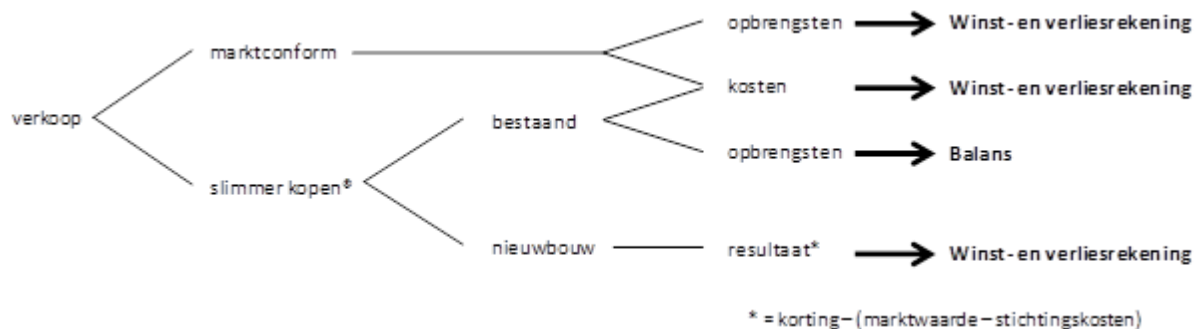 opbrengsten Winst- en verliesrekening
marktconform
kosten Winst- en verliesrekening
verkoop
bestaand
opbrengsten Balans
slimmer kopen®
nieuwbouw resultaat* Winst- en verliesrekening
* = korting – (marktwaarde – stichtingskosten)